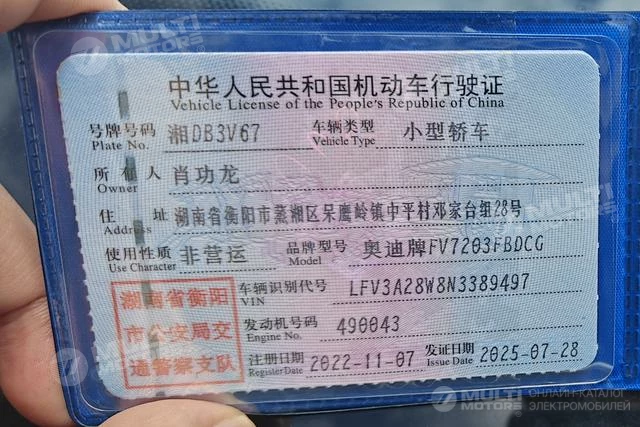 中华人民共和国机动车行驶证
Vehicle License of the People's Republic of China
号牌号码 湘DB3V67 车辆类型 小型轿车
Plate No. Vehicle Type
所有人 肖功龙
Owner
住址 湖南省衡阳市蒸湘区呆鹰岭镇中平村邓家台组28号
Address
使用性质 非营运 品牌型号 奥迪牌FV7203FBDCG
Use Character Model
湖南省衡阳
市公安局交
通警察支队
车辆识别代号 LFV3A28W8N3389497
VIN
发动机号码 490043
Engine No.
注册日期 2022-11-07 发证日期 2025-07-28
Register Date Issue Date
MULTI MOTORS
ОНЛАЙН-КАТАЛОГ
ЭЛЕКТРОМОБИЛЕЙ